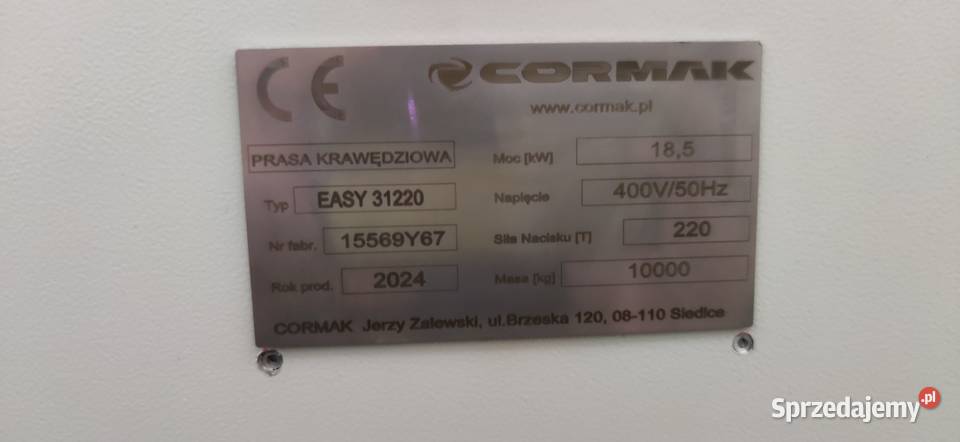 CE CORMAK
www.cormak.pl
PRASA KRAWĘDZIOWA Moc [kW] 18,5
Typ EASY 31220 Napięcie 400V/50Hz
Nr fabr. 15569Y67 Siła Nacisku [T] 220
Rok prod. 2024 Masa [kg] 10000
CORMAK Jerzy Zalewski, ul.Brzeska 120, 08-110 Siedlce
Sprzedajemy.pl